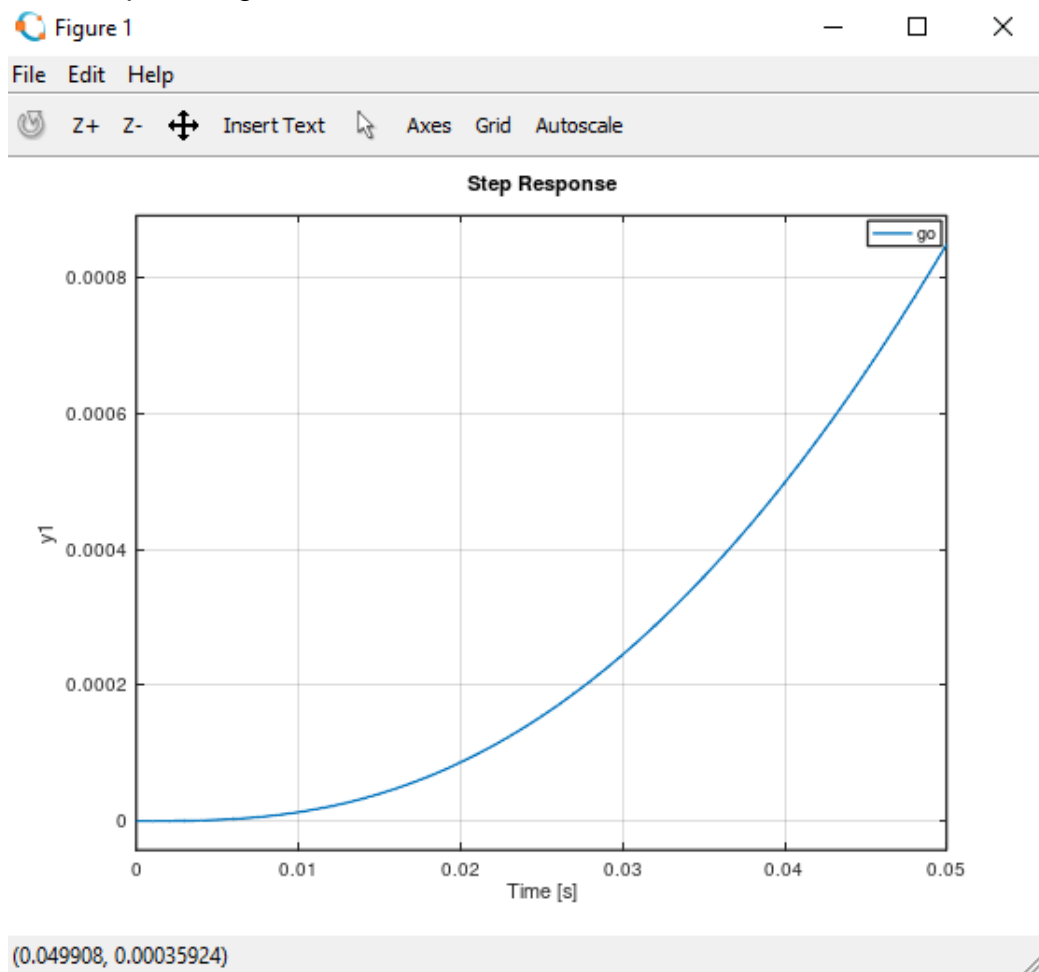 Figure 1
File Edit Help
Z+ Z- Insert Text Axes Grid Autoscale
Step Response
go
0.0008
0.0006
0.0004
0.0002
0
y1
0 0.01 0.02 0.03 0.04 0.05
Time [s]
(0.049908, 0.00035924)